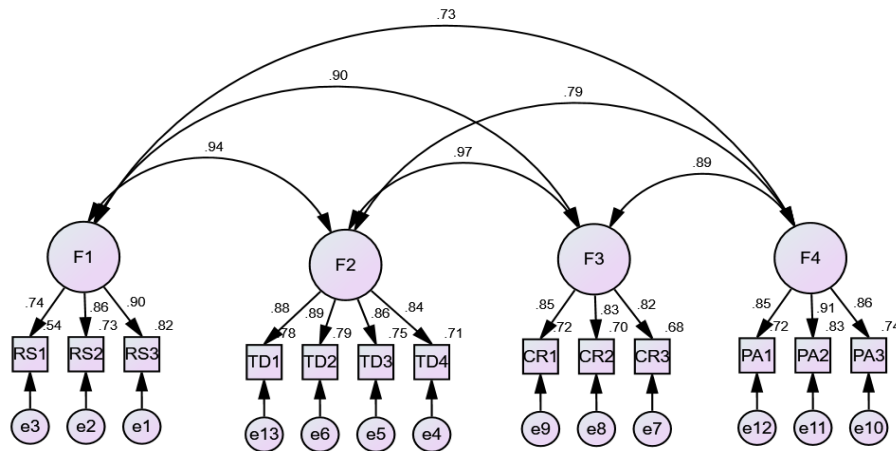 .73
.90
.79
.94
.97
.89
F1
F2
F3
F4
.74 .86 .90
.88 .89 .86 .84
.85 .83 .82
.85 .91 .86
.54 .73 .82
.78 .79 .75 .71
.72 .70 .68
.72 .83 .74
RS1 RS2 RS3
TD1 TD2 TD3 TD4
CR1 CR2 CR3
PA1 PA2 PA3
e3 e2 e1
e13 e6 e5 e4
e9 e8 e7
e12 e11 e10